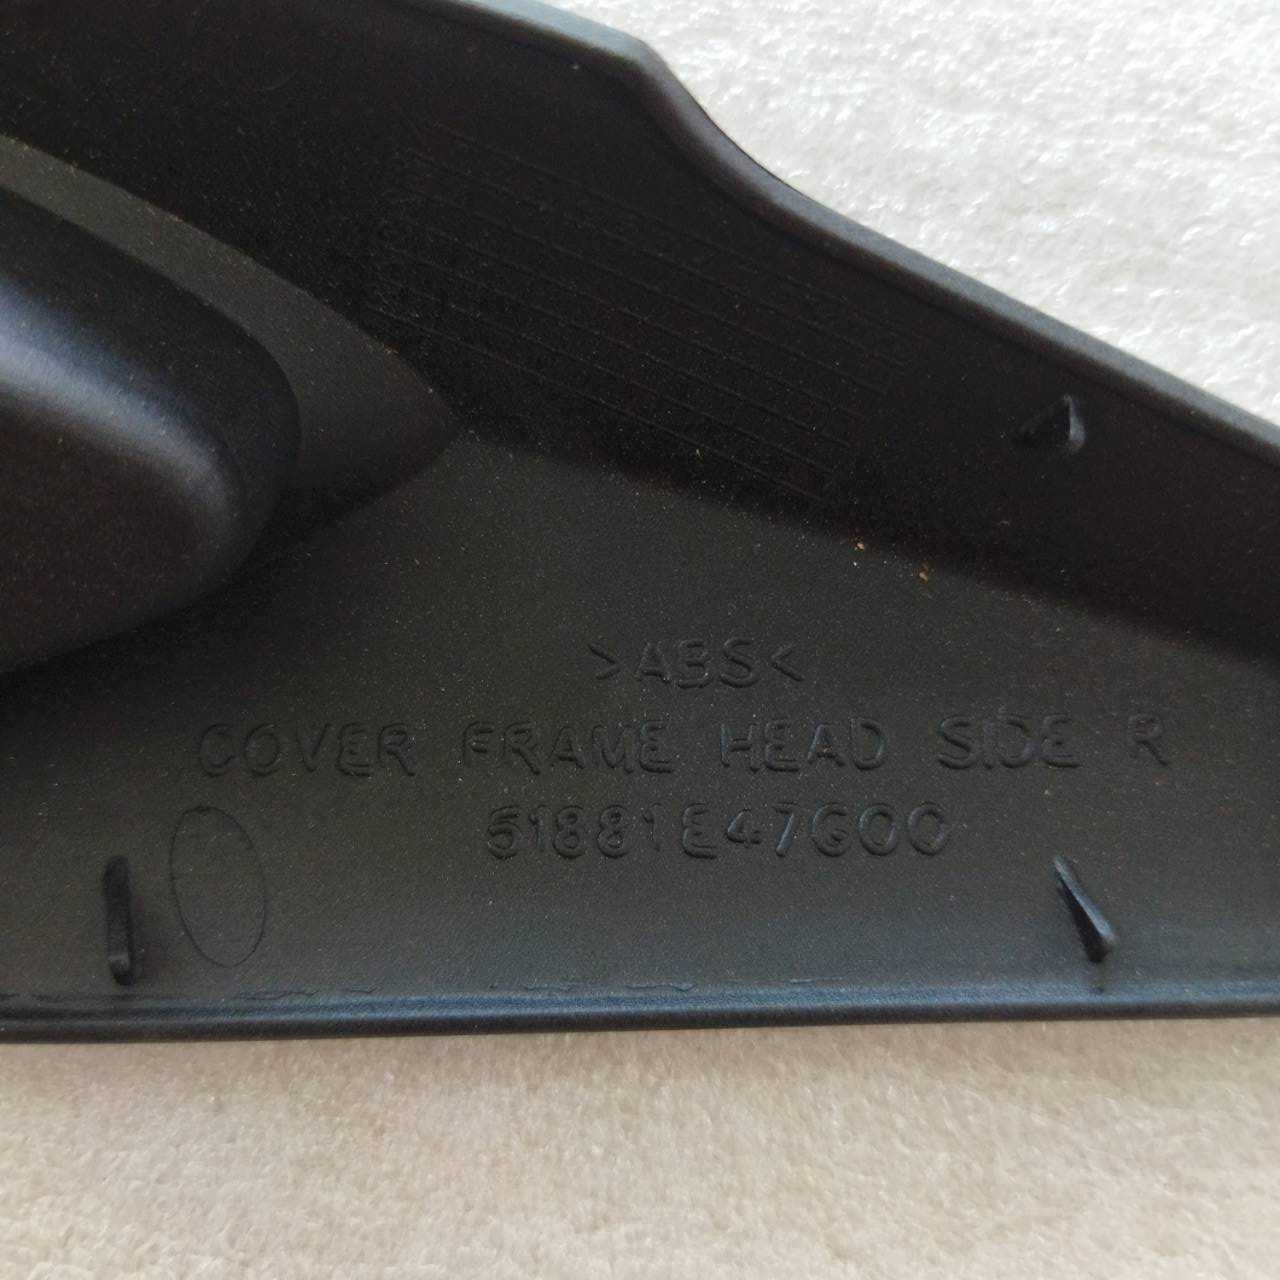 >ABS<
COVER FRAME HEAD SIDE R
51881E47G00